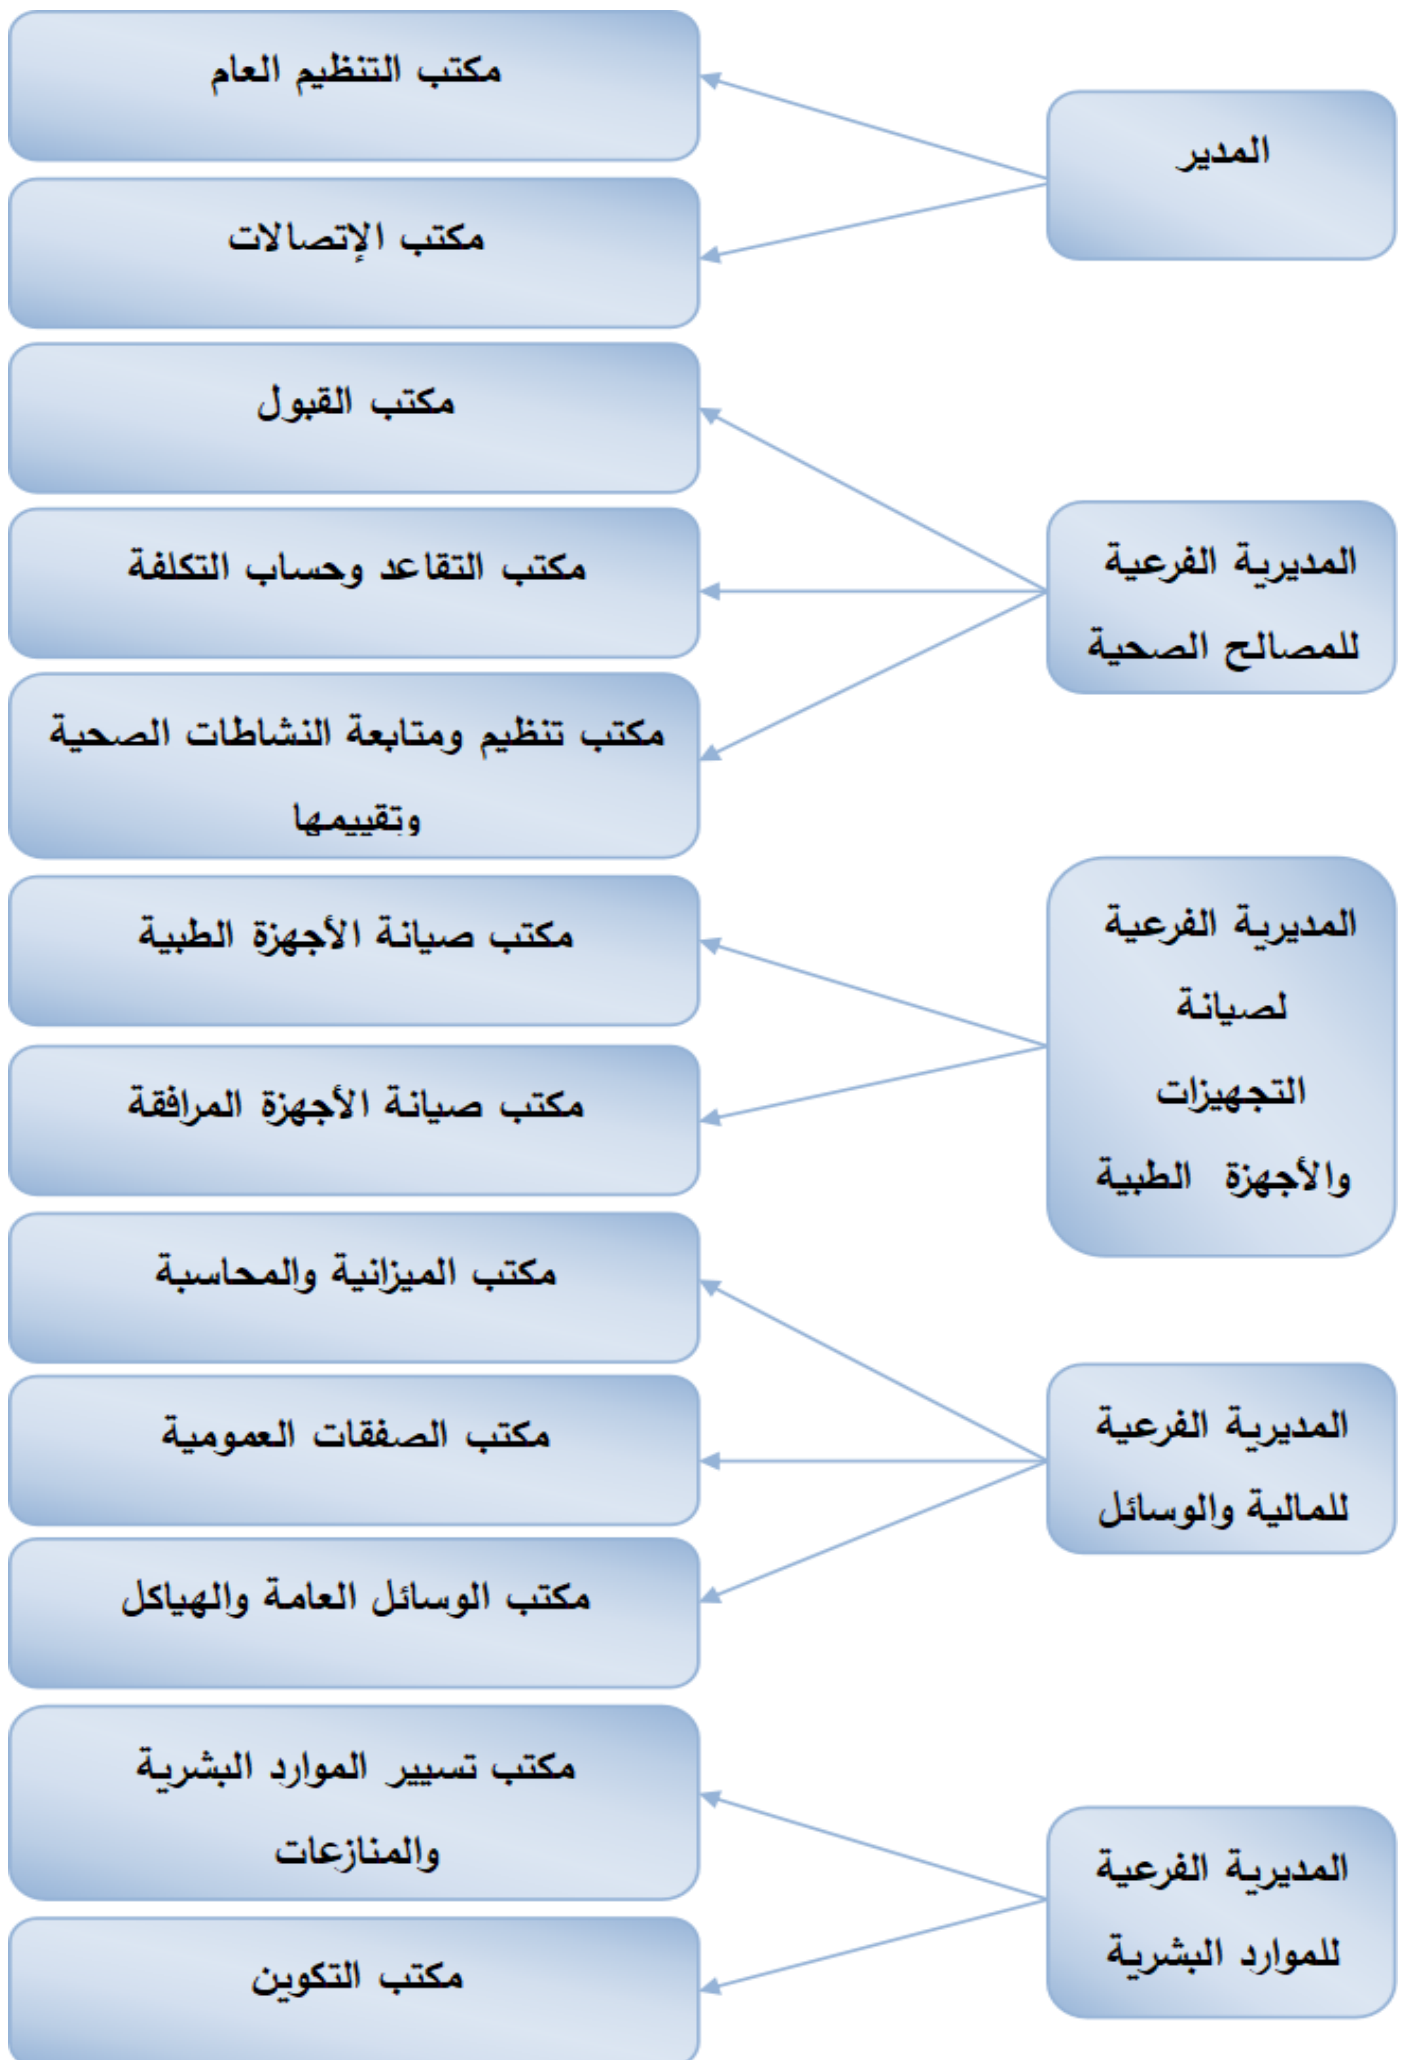 المدير
مكتب التنظيم العام
مكتب الإتصالات
المديرية الفرعية
للمصالح الصحية
مكتب القبول
مكتب التقاعد وحساب التكلفة
مكتب تنظيم ومتابعة النشاطات الصحية
وتقييمها
المديرية الفرعية
لصيانة
التجهيزات
والأجهزة الطبية
مكتب صيانة الأجهزة الطبية
مكتب صيانة الأجهزة المرافقة
المديرية الفرعية
للمالية والوسائل
مكتب الميزانية والمحاسبة
مكتب الصفقات العمومية
مكتب الوسائل العامة والهياكل
المديرية الفرعية
للموارد البشرية
مكتب تسيير الموارد البشرية
والمنازعات
مكتب التكوين